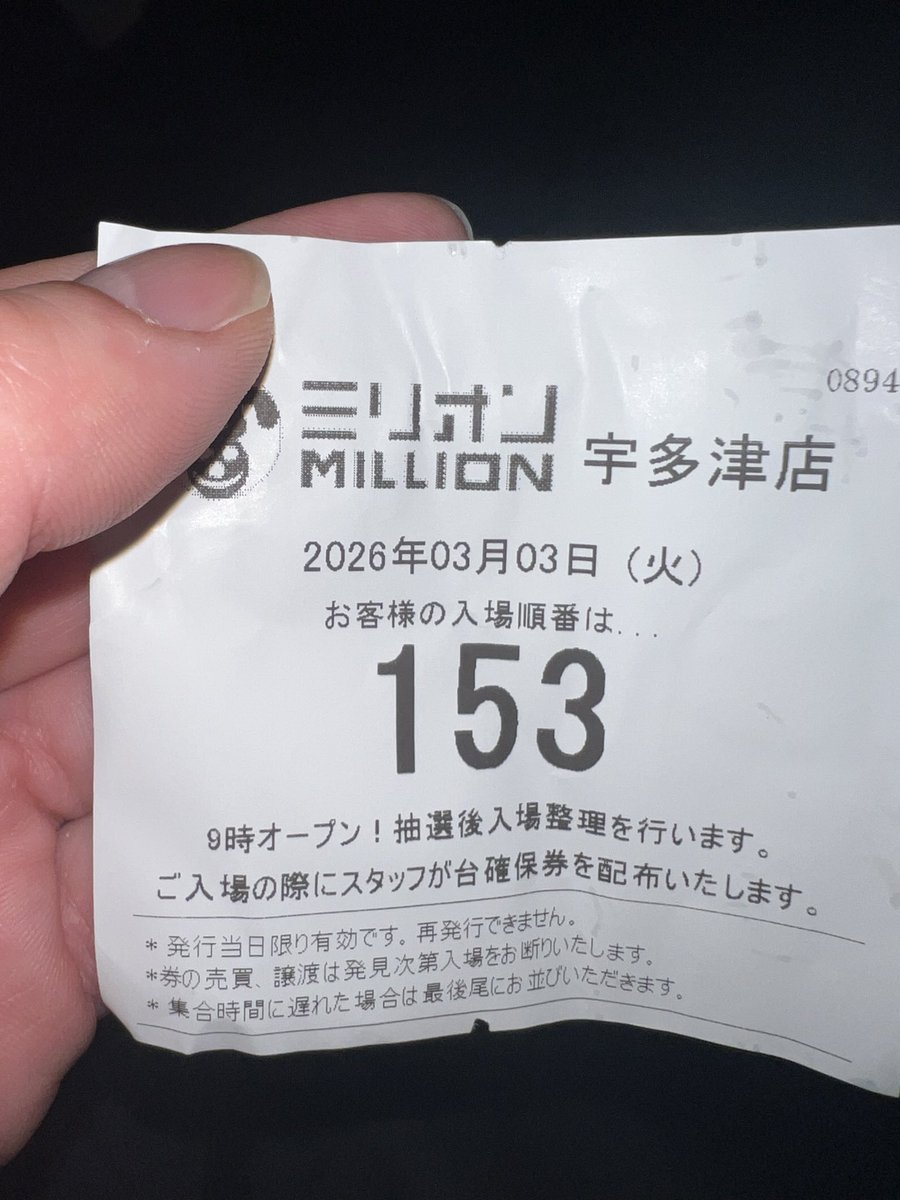 0894
ミリオン
MILLION 宇多津店
2026年03月03日（火）
お客様の入場順番は...
153
9時オープン！抽選後入場整理を行います。
ご入場の際にスタッフが台確保券を配布いたします。
* 発行当日限り有効です。再発行できません。
*券の売買、譲渡は発見次第入場をお断りいたします。
* 集合時間に遅れた場合は最後尾にお並びいただきます。